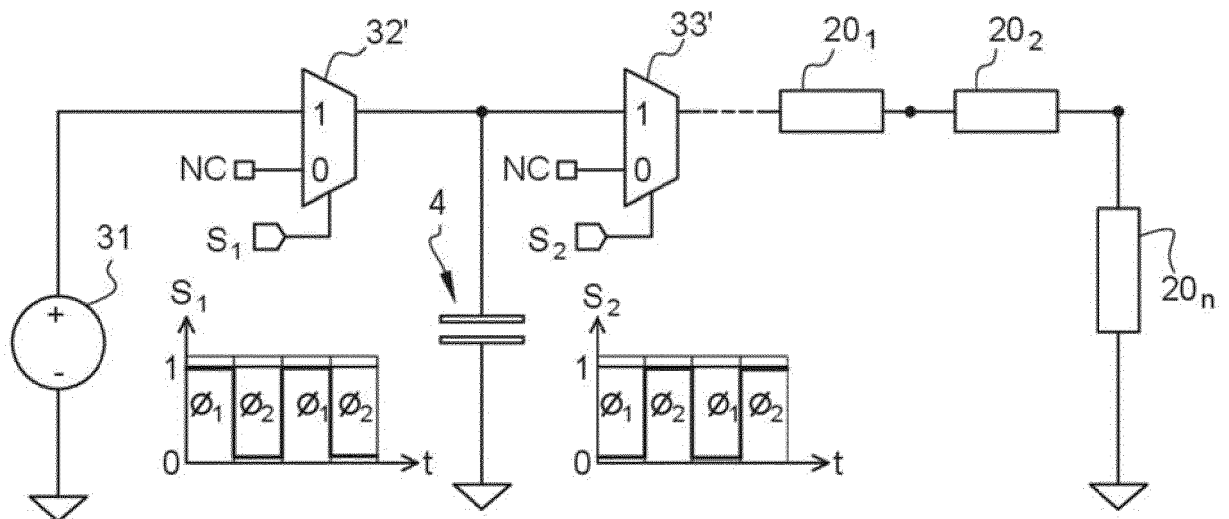 32'
33'
20₁
20₂
1
1
NC
0
NC
0
4
S₁
S₂
31
20ₙ
S₁
S₂
+
1
1
-
Ø₁
Ø₂
Ø₁
Ø₂
Ø₁
Ø₂
Ø₁
Ø₂
0
t
0
t